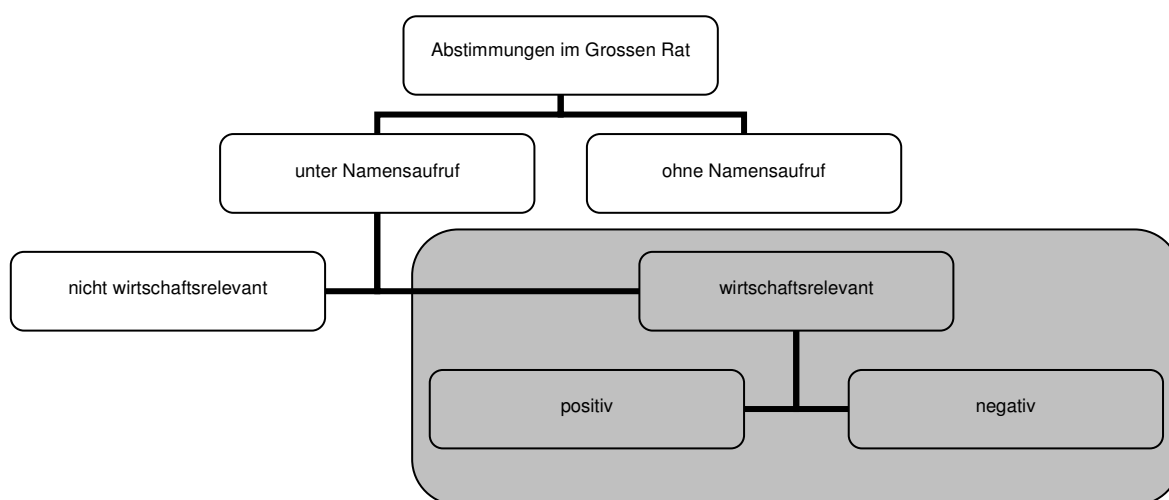 Abstimmungen im Grossen Rat
unter Namensaufruf
ohne Namensaufruf
nicht wirtschaftsrelevant
wirtschaftsrelevant
positiv
negativ